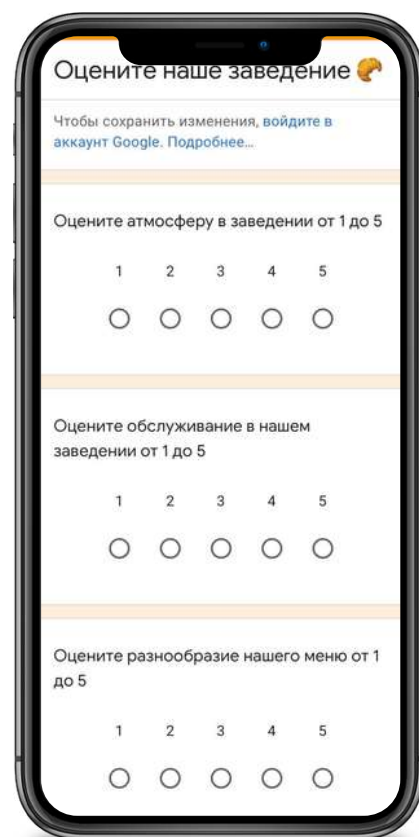 Оцените наше заведение 🥐
Чтобы сохранить изменения, войдите в
аккаунт Google. Подробнее...
Оцените атмосферу в заведении от 1 до 5
1 2 3 4 5
Оцените обслуживание в нашем
заведении от 1 до 5
1 2 3 4 5
Оцените разнообразие нашего меню от 1
до 5
1 2 3 4 5